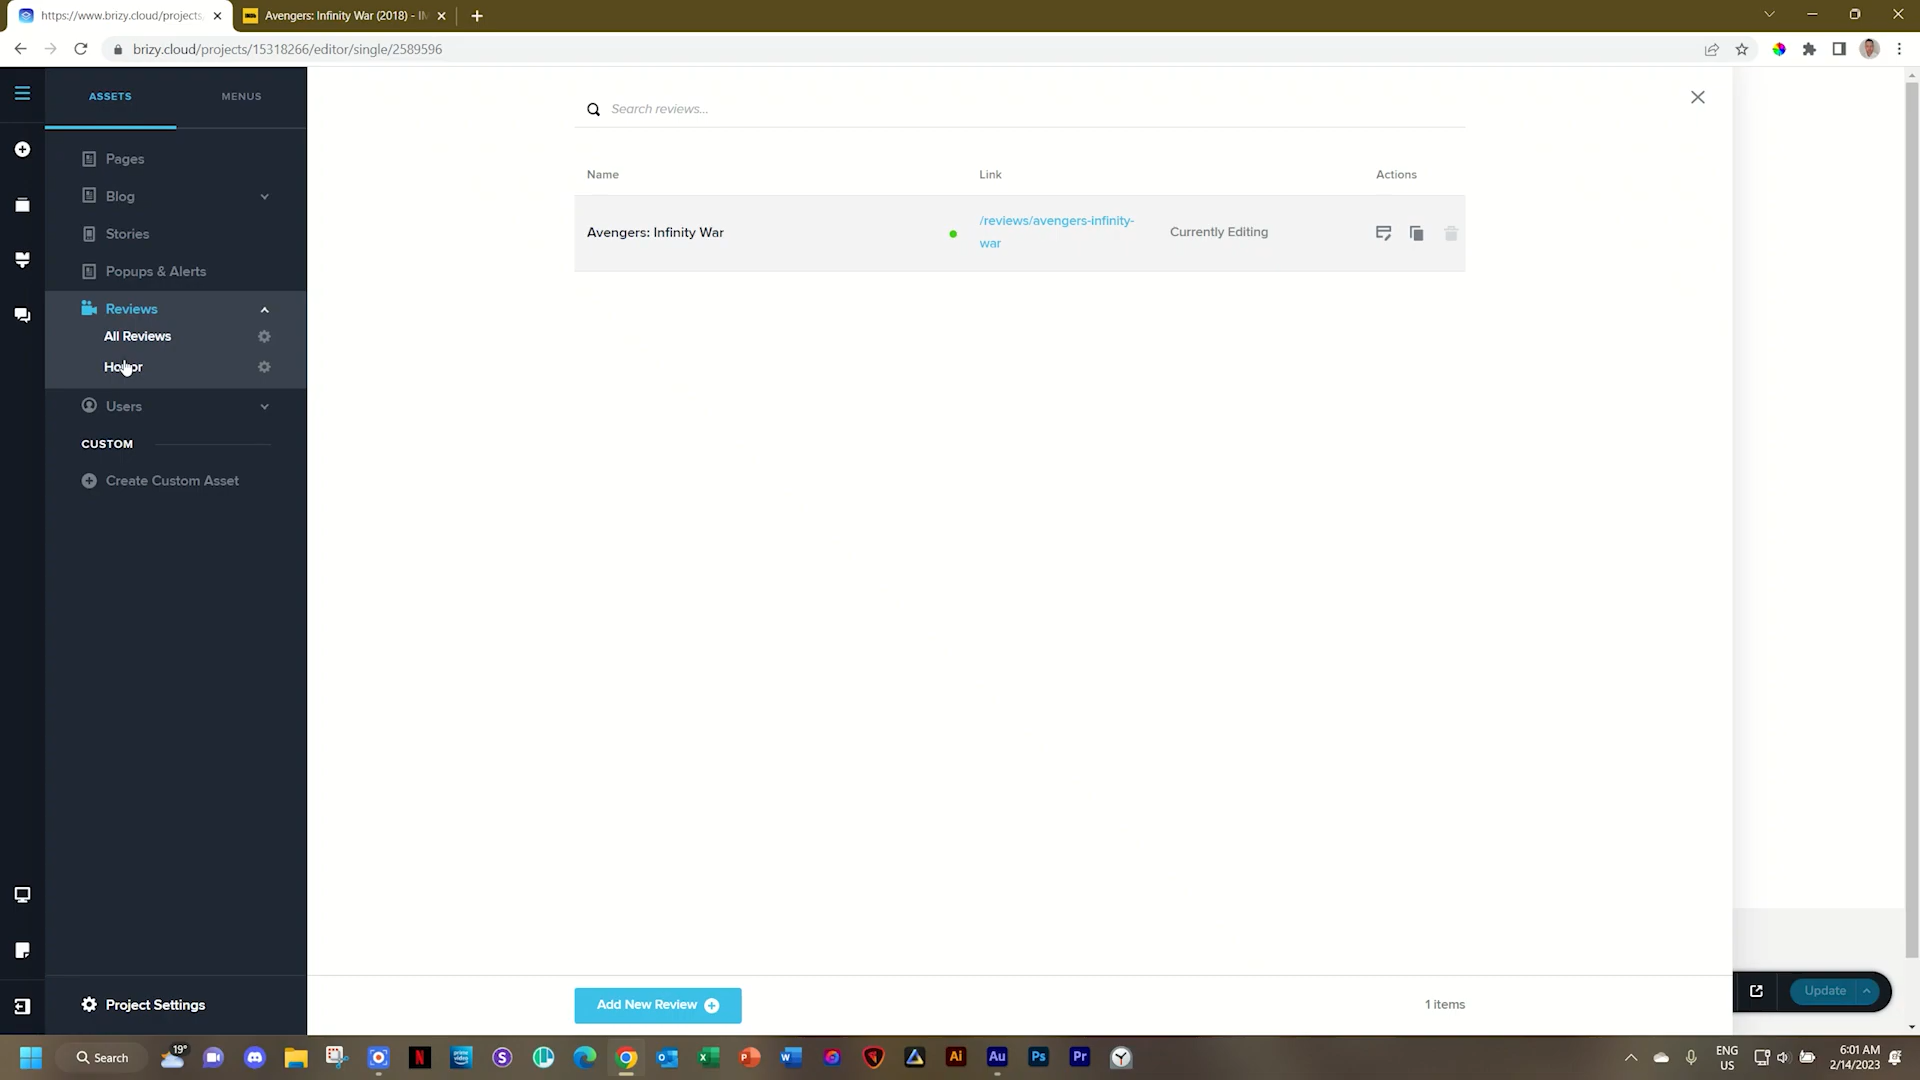 https://www.brizy.cloud/projects
Avengers: Infinity War (2018) - IM
brizy.cloud/projects/15318266/editor/single/2589596
ASSETS
MENUS
Pages
Blog
Stories
Popups & Alerts
Reviews
All Reviews
Users
CUSTOM
Create Custom Asset
Project Settings
Search reviews...
Name
Link
Actions
Avengers: Infinity War
/reviews/avengers-infinity-
war
Currently Editing
Add New Review
1 items
Update
Search
19°
ENG
US
6:01 AM
2/14/2023